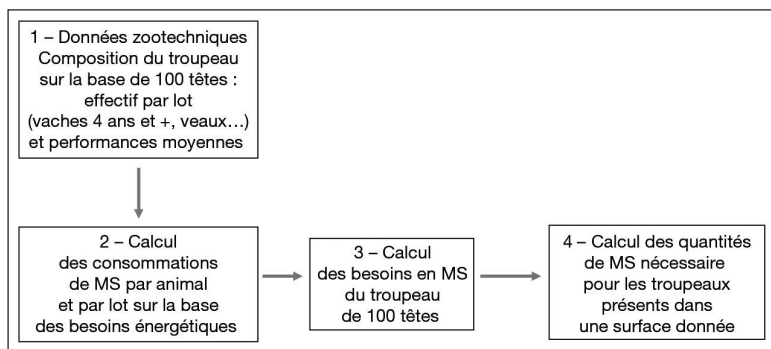 1 – Données zootechniques
Composition du troupeau
sur la base de 100 têtes :
effectif par lot
(vaches 4 ans et +, veaux…)
et performances moyennes
2 – Calcul
des consommations
de MS par animal
et par lot sur la base
des besoins énergétiques
3 – Calcul
des besoins en MS
du troupeau
de 100 têtes
4 – Calcul des quantités
de MS nécessaire
pour les troupeaux
présents dans
une surface donnée